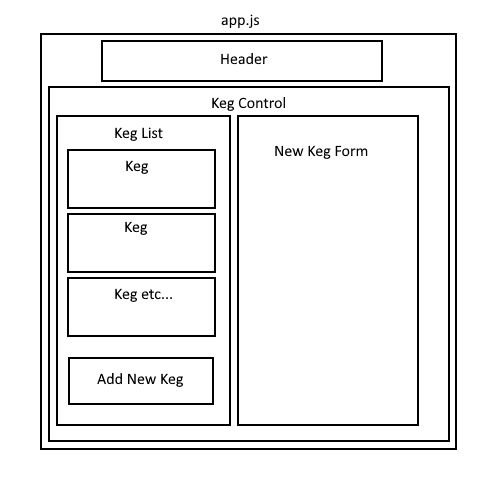 app.js
Header
Keg Control
Keg List
Keg
Keg
Keg etc...
Add New Keg
New Keg Form